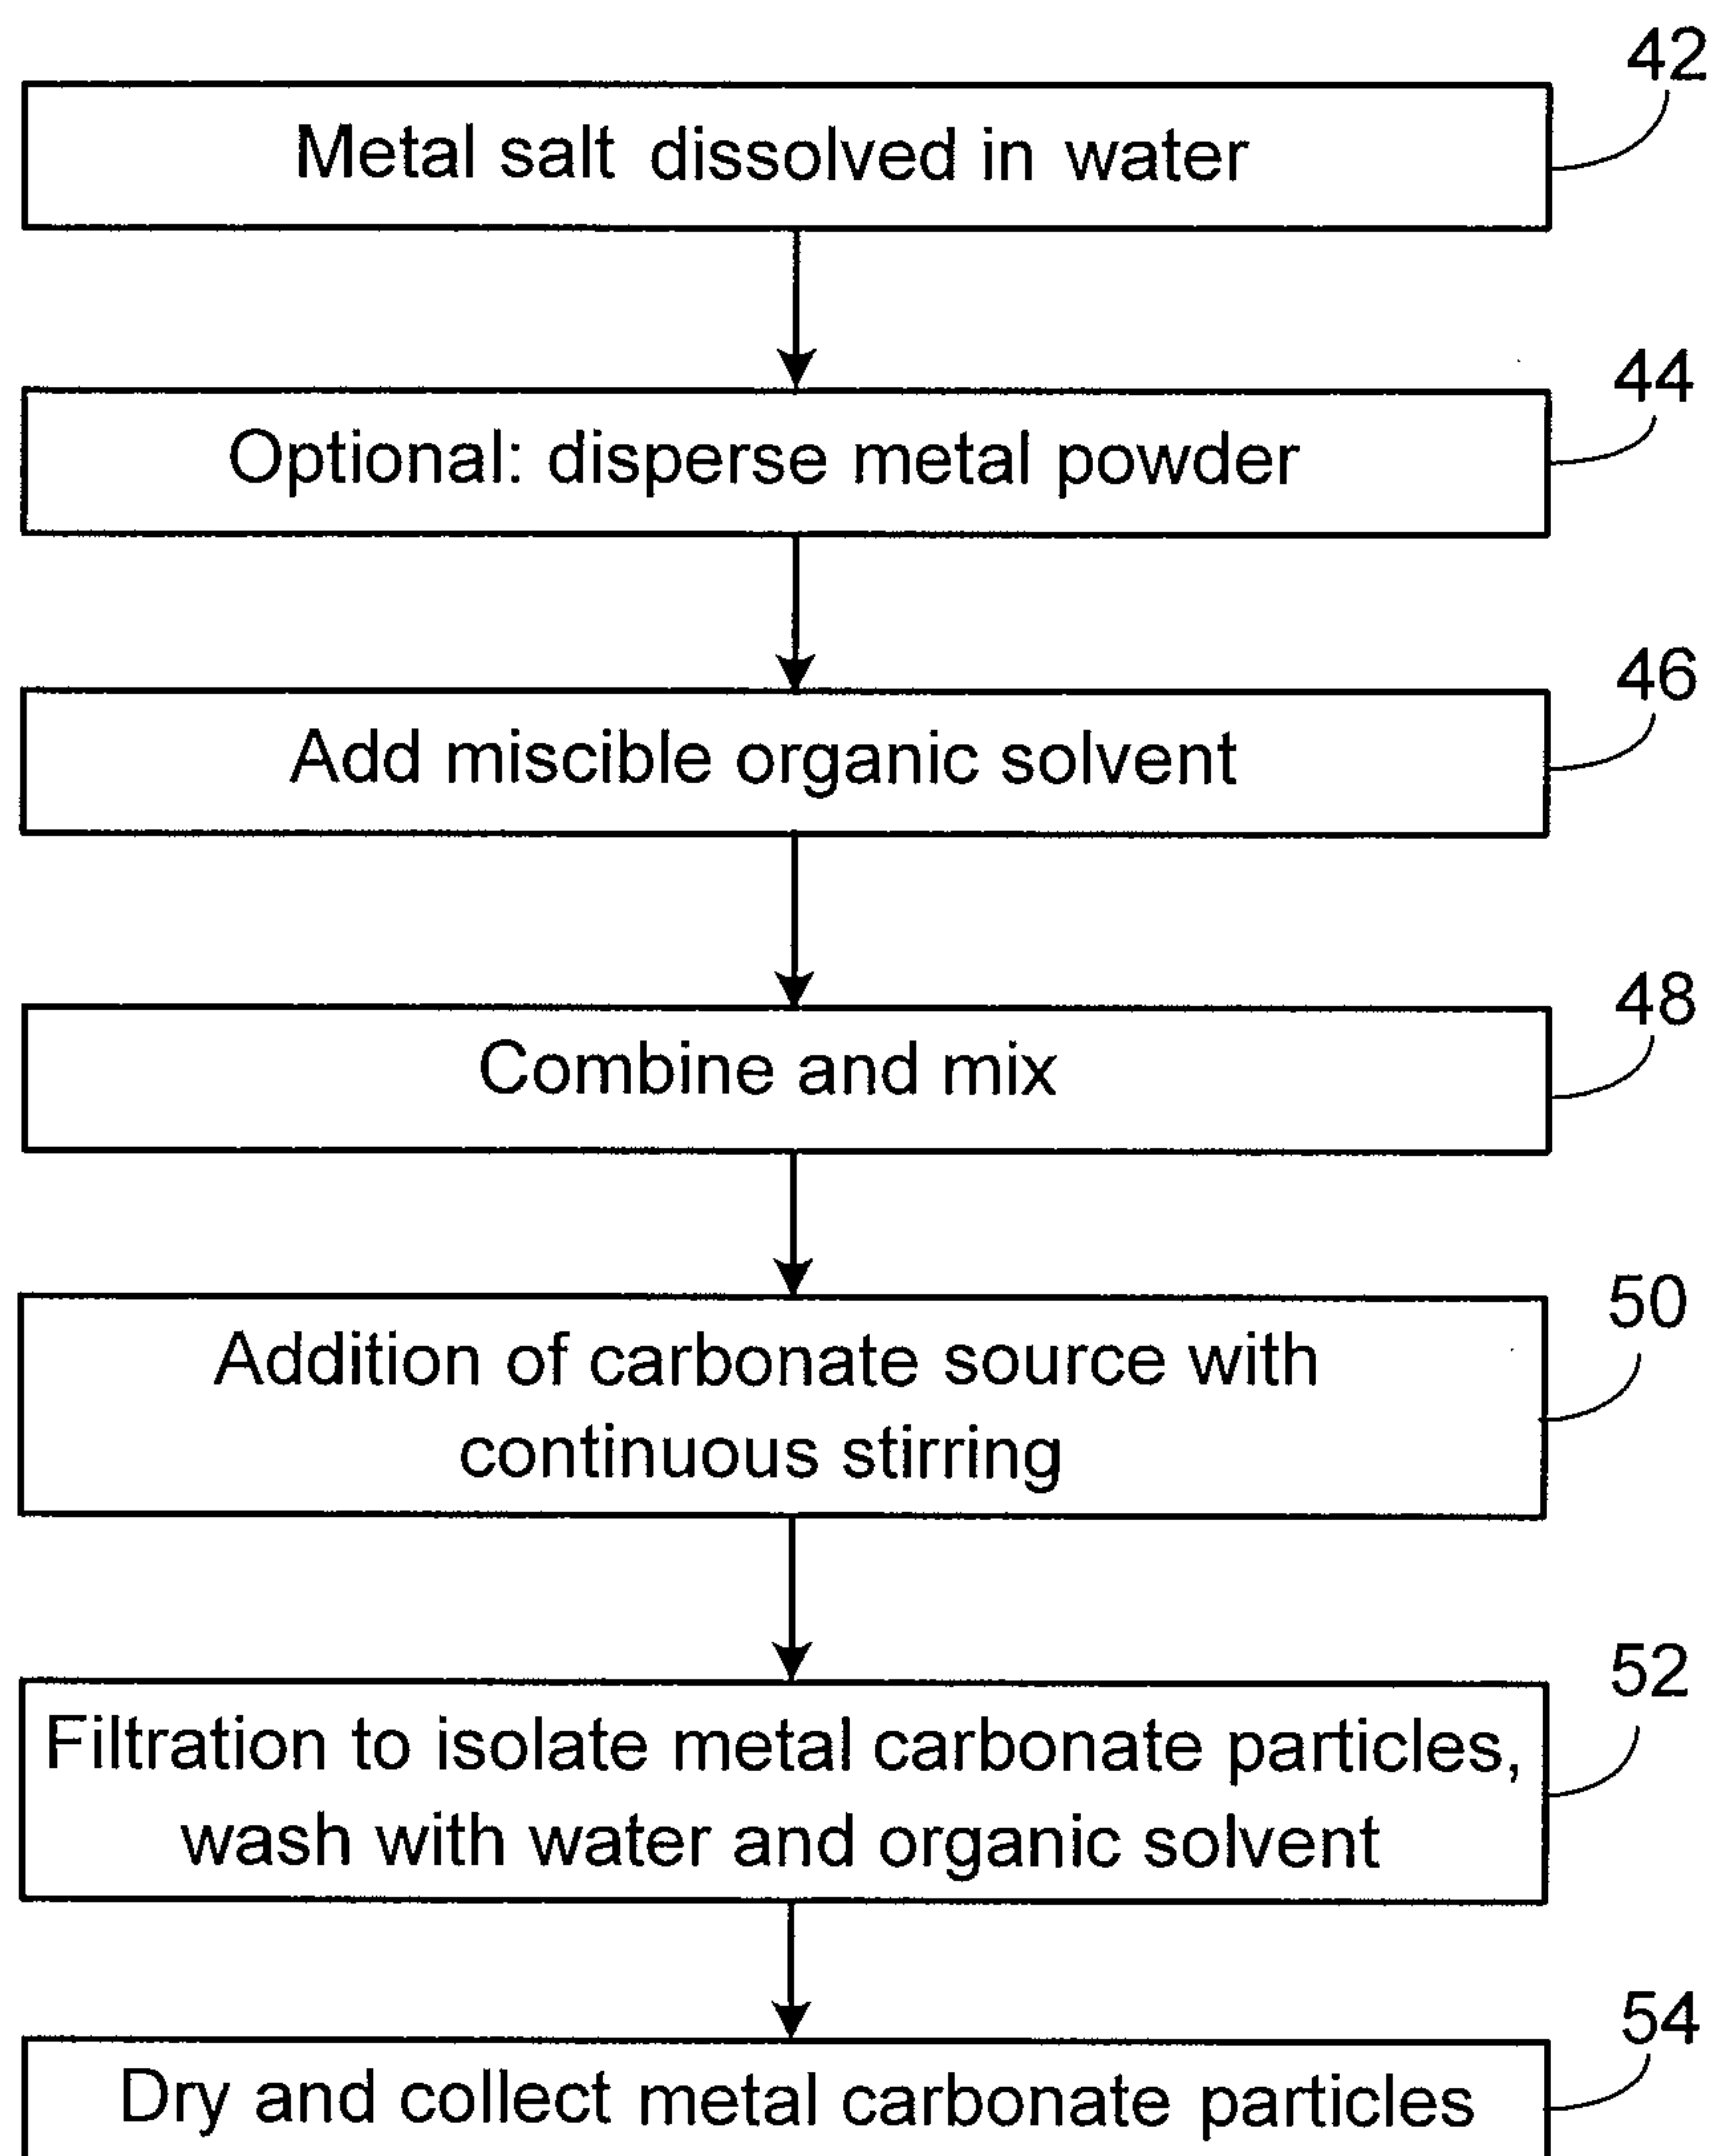 42
Metal salt dissolved in water
44
Optional: disperse metal powder
46
Add miscible organic solvent
48
Combine and mix
50
Addition of carbonate source with
continuous stirring
52
Filtration to isolate metal carbonate particles,
wash with water and organic solvent
54
Dry and collect metal carbonate particles